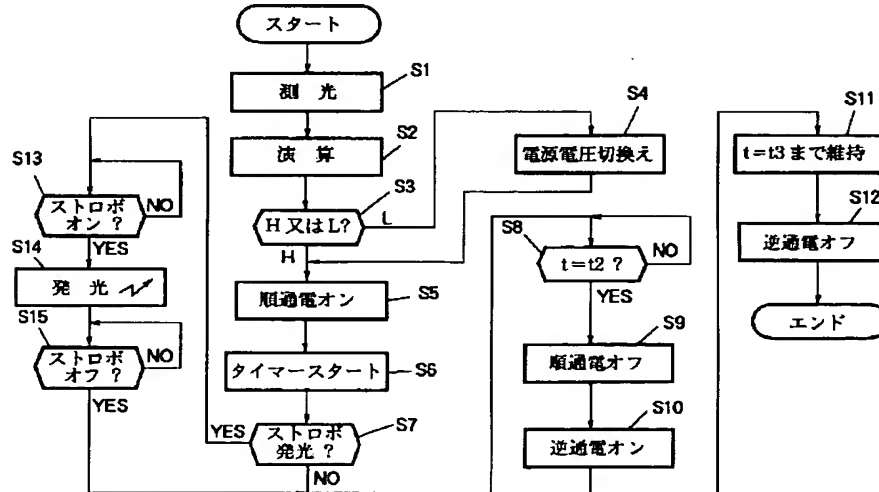 スタート
S1
測 光
S2
演 算
S3
H又はL?
L
H
S4
電源電圧切換え
S5
順通電オン
S6
タイマースタート
S7
ストロボ
発光 ?
YES
NO
S13
ストロボ
オン ?
NO
YES
S14
発 光
S15
ストロボ
オフ ?
NO
YES
S8
t=t2 ?
NO
YES
S9
順通電オフ
S10
逆通電オン
S11
t=t3まで維持
S12
逆通電オフ
エンド